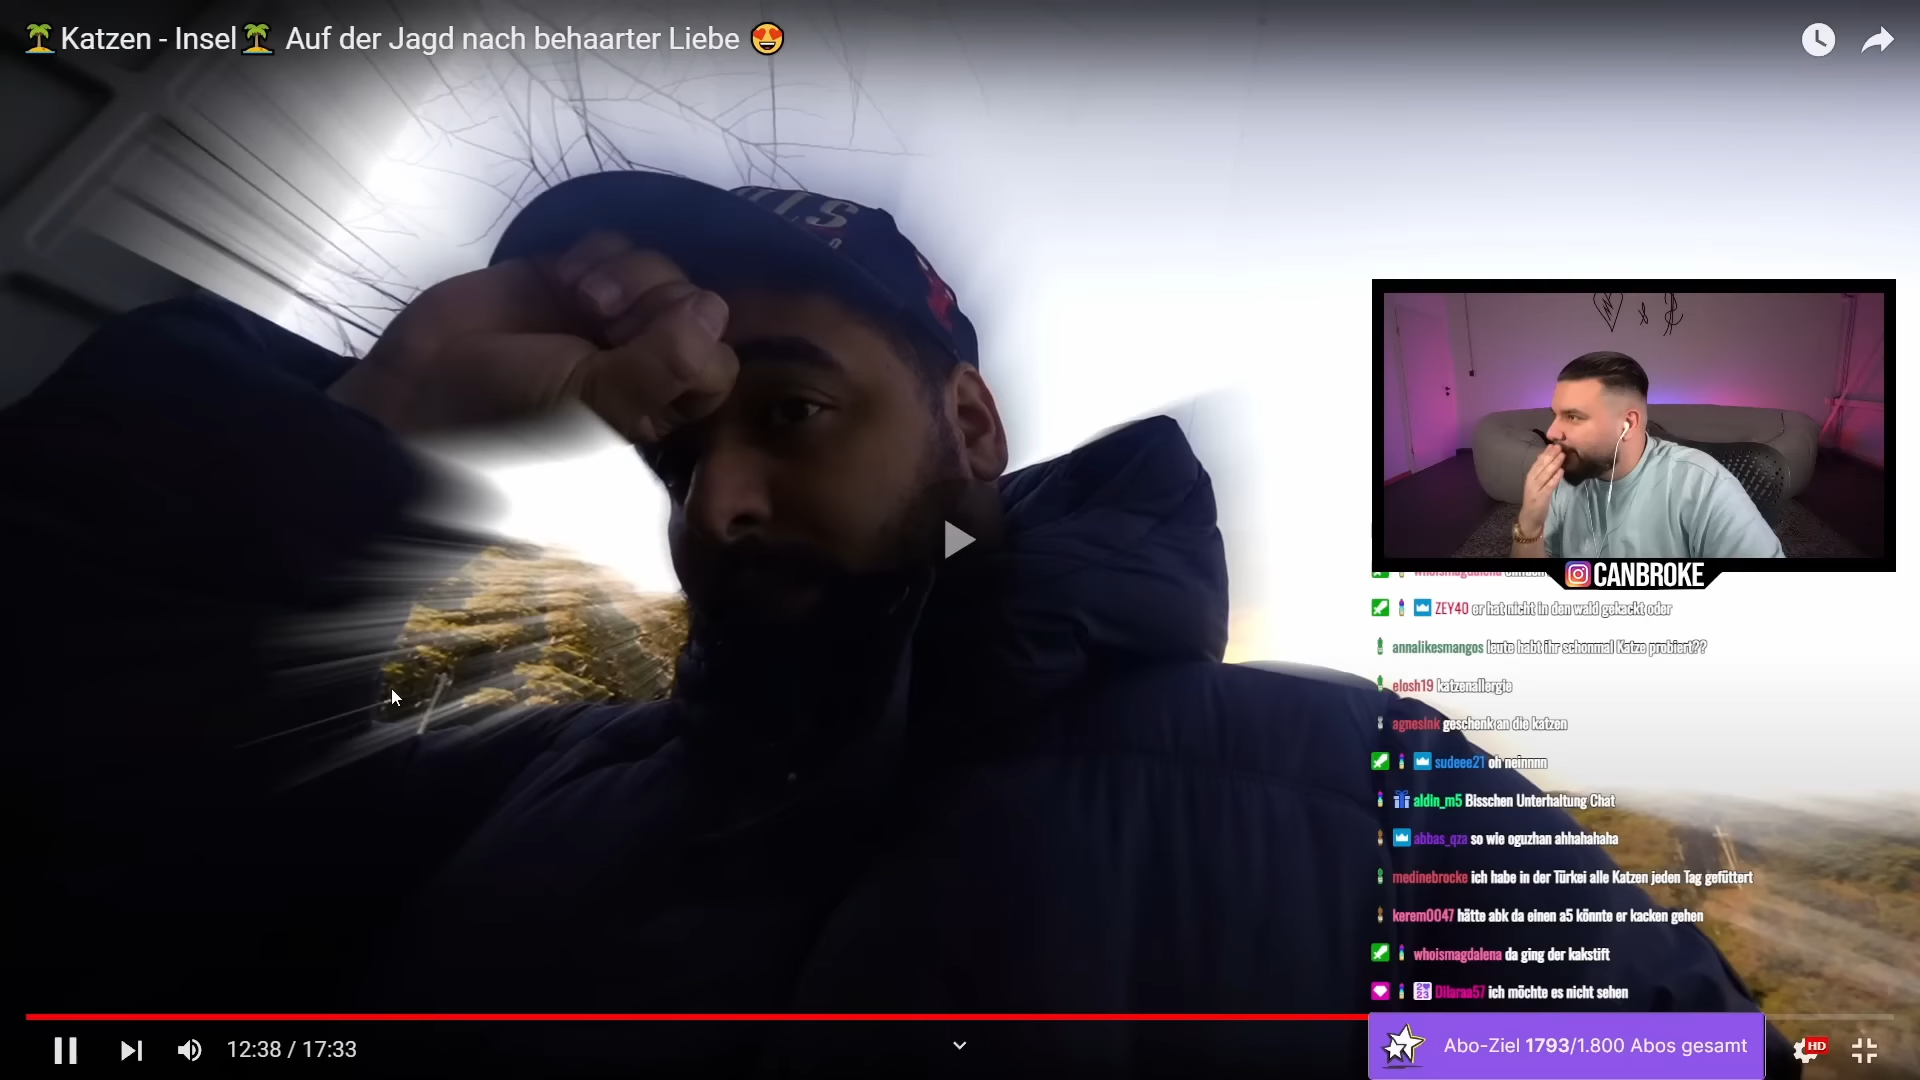 🌴Katzen - Insel🌴 Auf der Jagd nach behaarter Liebe 😍
CANBROKE
whoismagdalena
ZEY40 er hat nicht in den wald gekackt oder
annalikesmangos leute habt ihr schonmal Katze probiert??
elosh19 katzenallergie
agneslnk geschenk an die katzen
sudeee21 oh neinnnn
aldin_m5 Bisschen Unterhaltung Chat
abbas_qza so wie oguzhan ahhahahaha
medinebrocke ich habe in der Türkei alle Katzen jeden Tag gefüttert
kerem0047 hätte abk da einen a5 könnte er kacken gehen
whoismagdalena da ging der kakstift
Dilaraa57 ich möchte es nicht sehen
Abo-Ziel 1793/1.800 Abos gesamt
12:38 / 17:33
HD